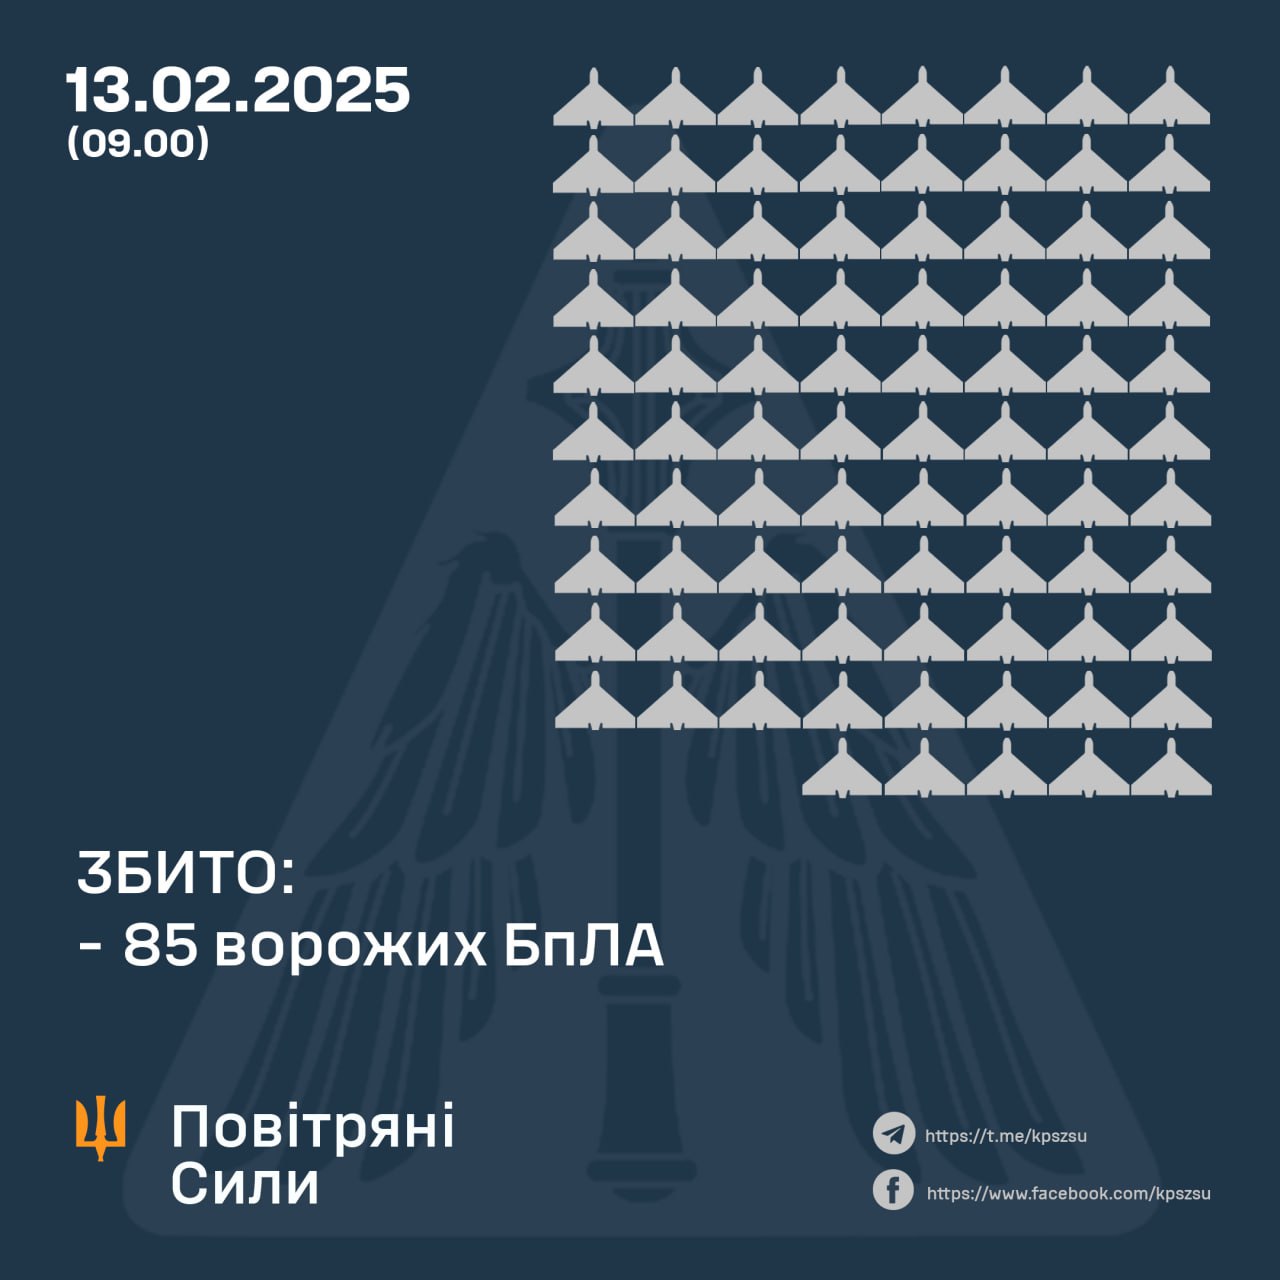 13.02.2025
(09.00)
ЗБИТО:
- 85 ворожих БпЛА
Повітряні
Сили
https://t.me/kpszsu
https://www.facebook.com/kpszsu